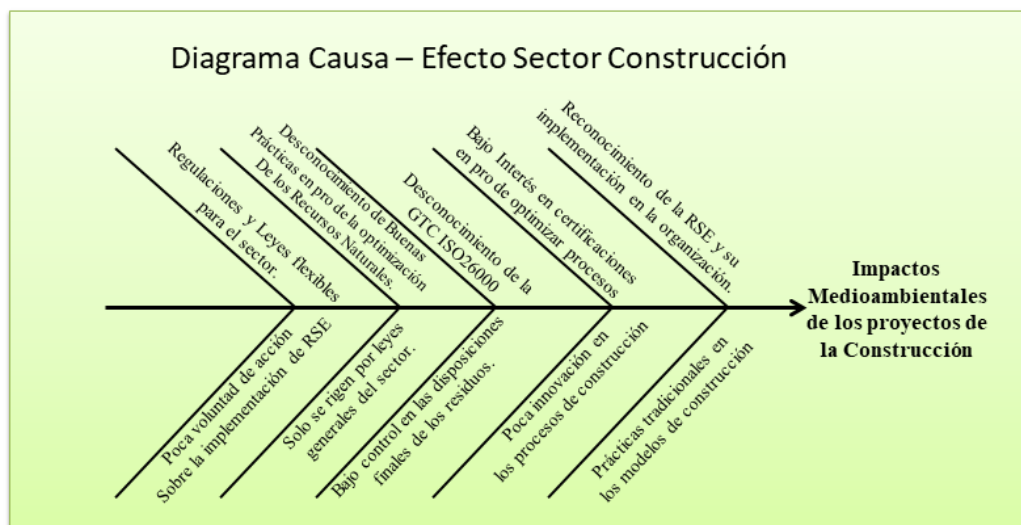 Diagrama Causa – Efecto Sector Construcción
Regulaciones y Leyes flexibles
para el sector.
Desconocimiento de Buenas
Prácticas en pro de la optimización
De los Recursos Naturales.
Desconocimiento de la
GTC ISO26000
Bajo Interés en certificaciones
en pro de optimizar procesos
Reconocimiento de la RSE y su
implementación en la organización.
Impactos
Medioambientales
de los proyectos de
la Construcción
Poca voluntad de acción
Sobre la implementación de RSE
Solo se rigen por leyes
generales del sector.
Bajo control en las disposiciones
finales de los residuos.
Poca innovación en
los procesos de construcción
Prácticas tradicionales en
los modelos de construcción